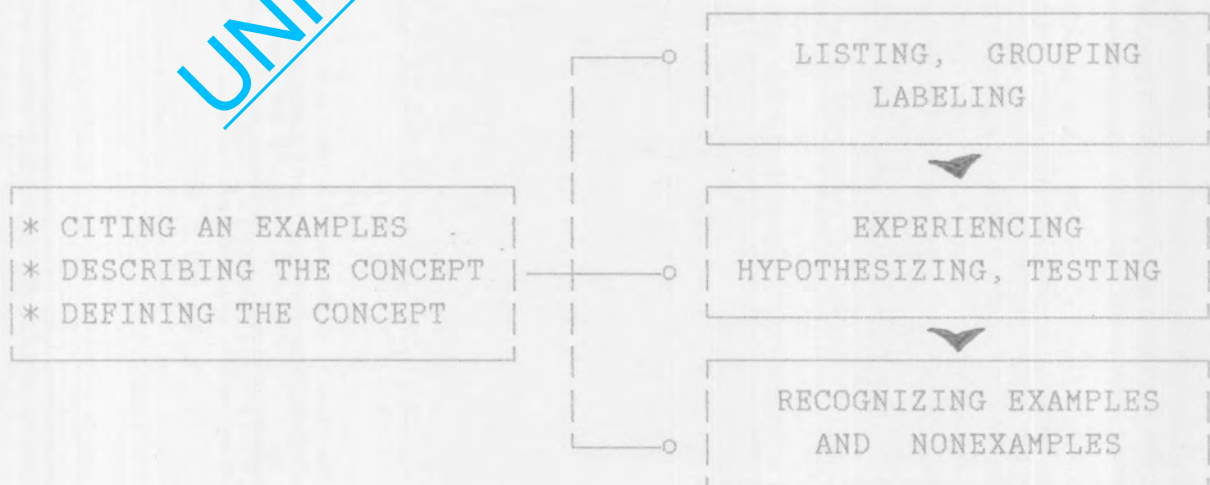 UNI
LISTING, GROUPING
LABELING
* CITING AN EXAMPLES
* DESCRIBING THE CONCEPT
* DEFINING THE CONCEPT
EXPERIENCING
HYPOTHESIZING, TESTING
RECOGNIZING EXAMPLES
AND NONEXAMPLES